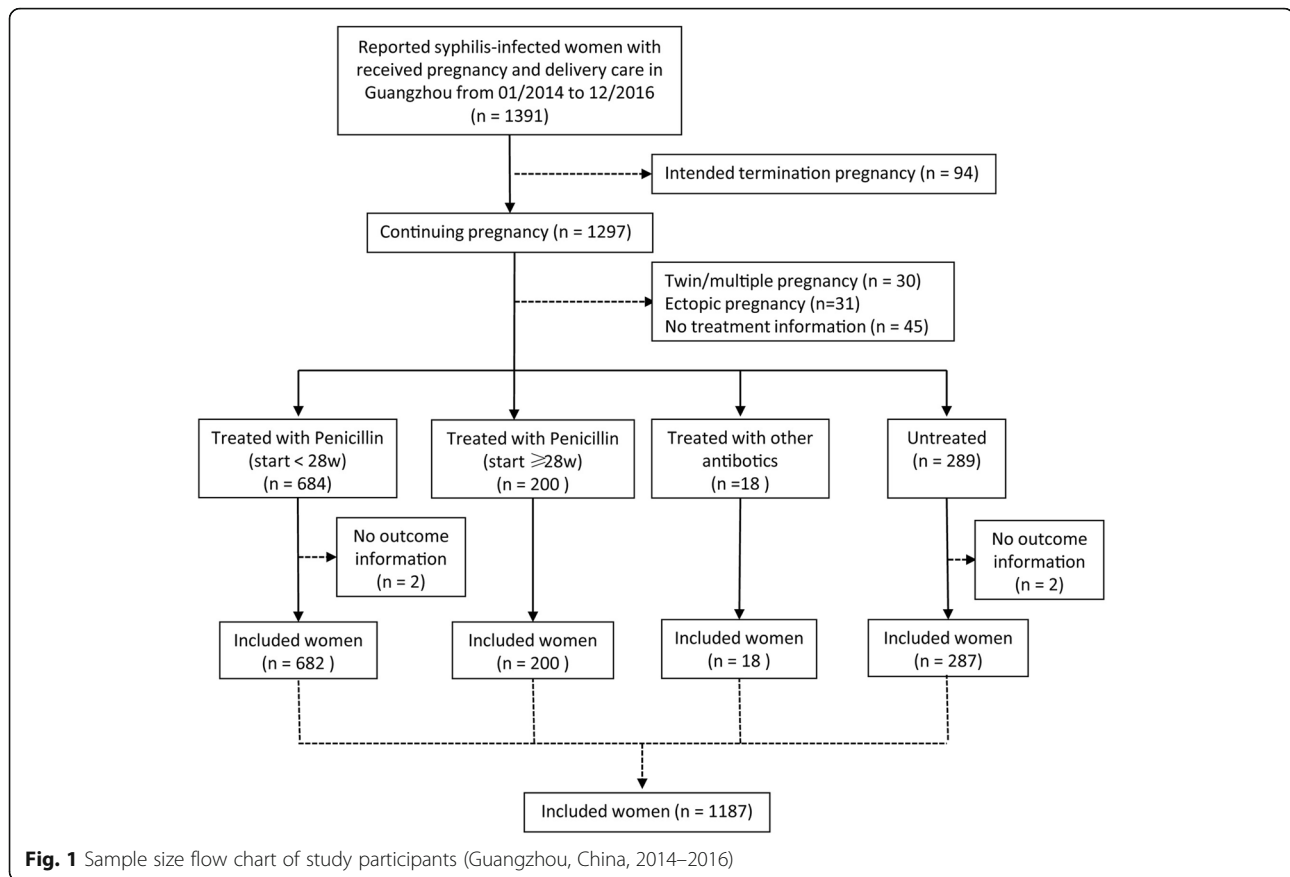 Reported syphilis-infected women with
received pregnancy and delivery care in
Guangzhou from 01/2014 to 12/2016
(n = 1391)
Intended termination pregnancy (n = 94)
Continuing pregnancy (n = 1297)
Twin/multiple pregnancy (n = 30)
Ectopic pregnancy (n=31)
No treatment information (n = 45)
Treated with Penicillin
(start < 28w)
n = 684)
Treated with Penicillin
(start ⩾28w)
n = 200 )
Treated with other
antibotics
(n =18 )
Untreated
(n = 289)
No outcome
information
(n = 2)
No outcome
information
(n = 2)
Included women
(n = 682 )
Included women
(n = 200 )
Included women
(n = 18 )
Included women
(n = 287)
Included women (n = 1187)
Fig. 1 Sample size flow chart of study participants (Guangzhou, China, 2014–2016)